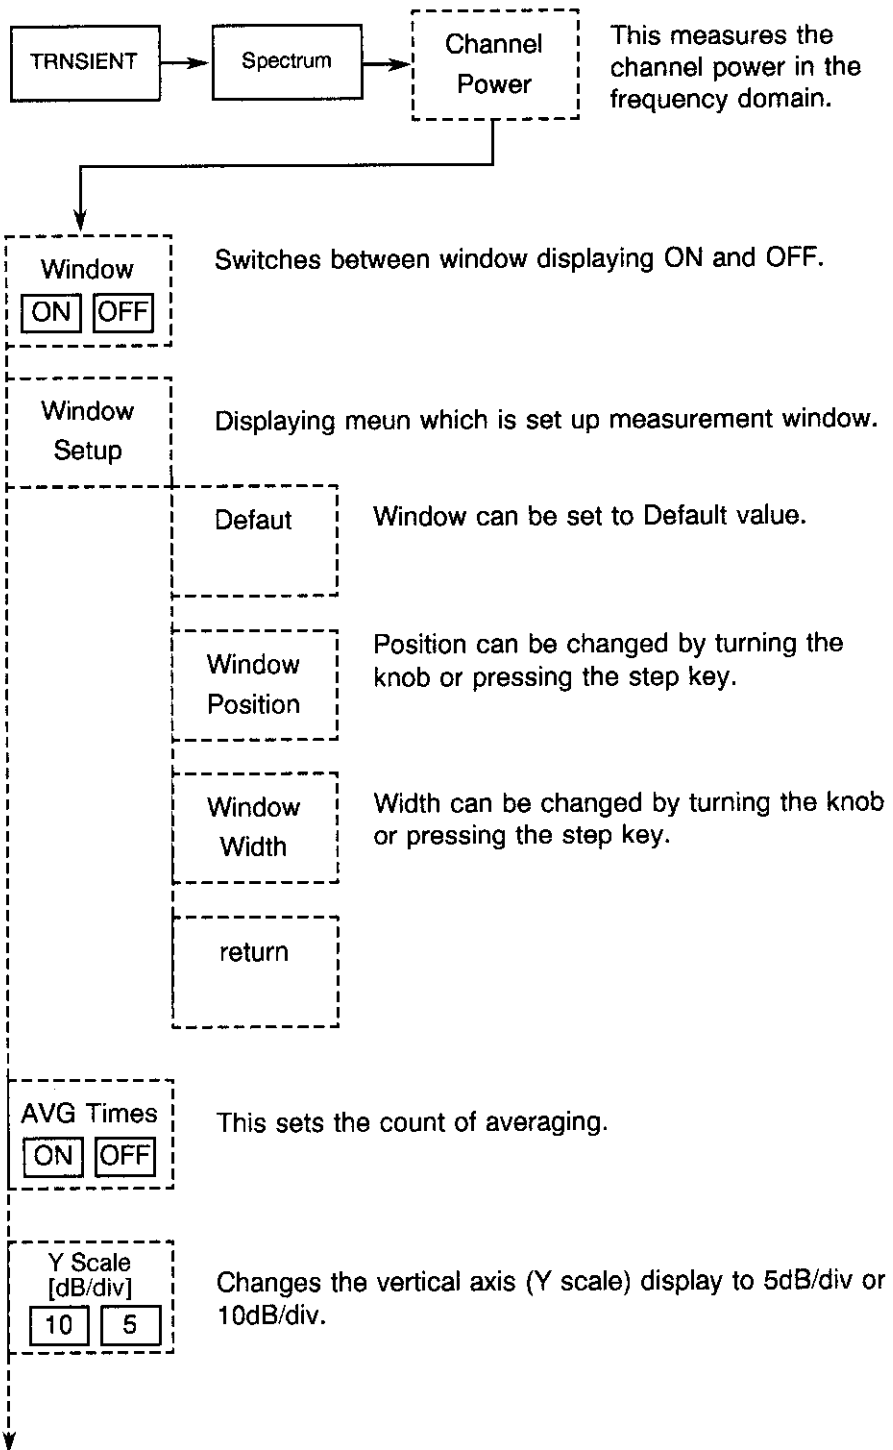 TRNSIENT
Spectrum
Channel
Power
This measures the
channel power in the
frequency domain.
Window
ON OFF
Switches between window displaying ON and OFF.
Window
Setup
Displaying meun which is set up measurement window.
Defaut
Window can be set to Default value.
Window
Position
Position can be changed by turning the
knob or pressing the step key.
Window
Width
Width can be changed by turning the knob
or pressing the step key.
return
AVG Times
ON OFF
This sets the count of averaging.
Y Scale
[dB/div]
10 5
Changes the vertical axis (Y scale) display to 5dB/div or
10dB/div.